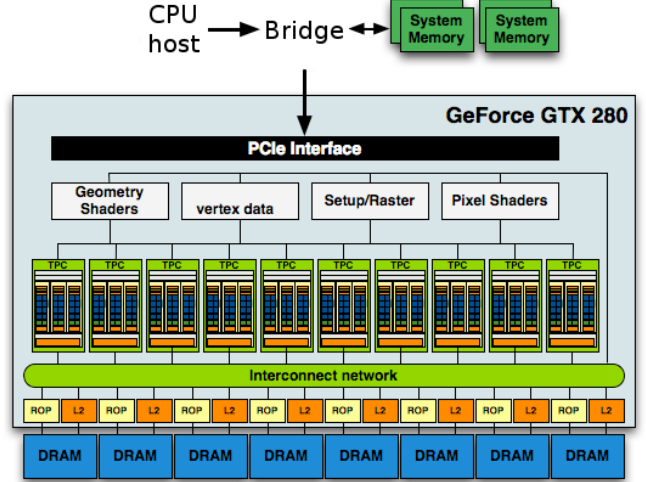 CPU
host
Bridge
System
Memory
System
Memory
GeForce GTX 280
PCIe Interface
Geometry
Shaders
vertex data
Setup/Raster
Pixel Shaders
TPC TPC TPC TPC TPC TPC TPC TPC TPC TPC
Interconnect network
ROP L2 ROP L2 ROP L2 ROP L2 ROP L2 ROP L2 ROP L2 ROP L2
DRAM DRAM DRAM DRAM DRAM DRAM DRAM DRAM